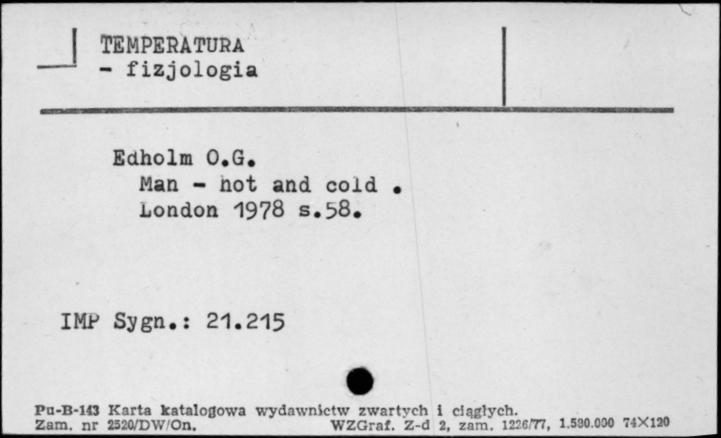 TEMPERATURA
- fizjologia
Edholm O.G.
Man - hot and cold .
London 1978 s.58.
IMP Sygn.: 21.215
Pu-B-143 Karta katalogowa wydawnictw zwartych i ciągłych.
Zam. nr 2520/DW/On. WZGraf. Z-d 2, zam. 1226/77, 1.580.000 74X120